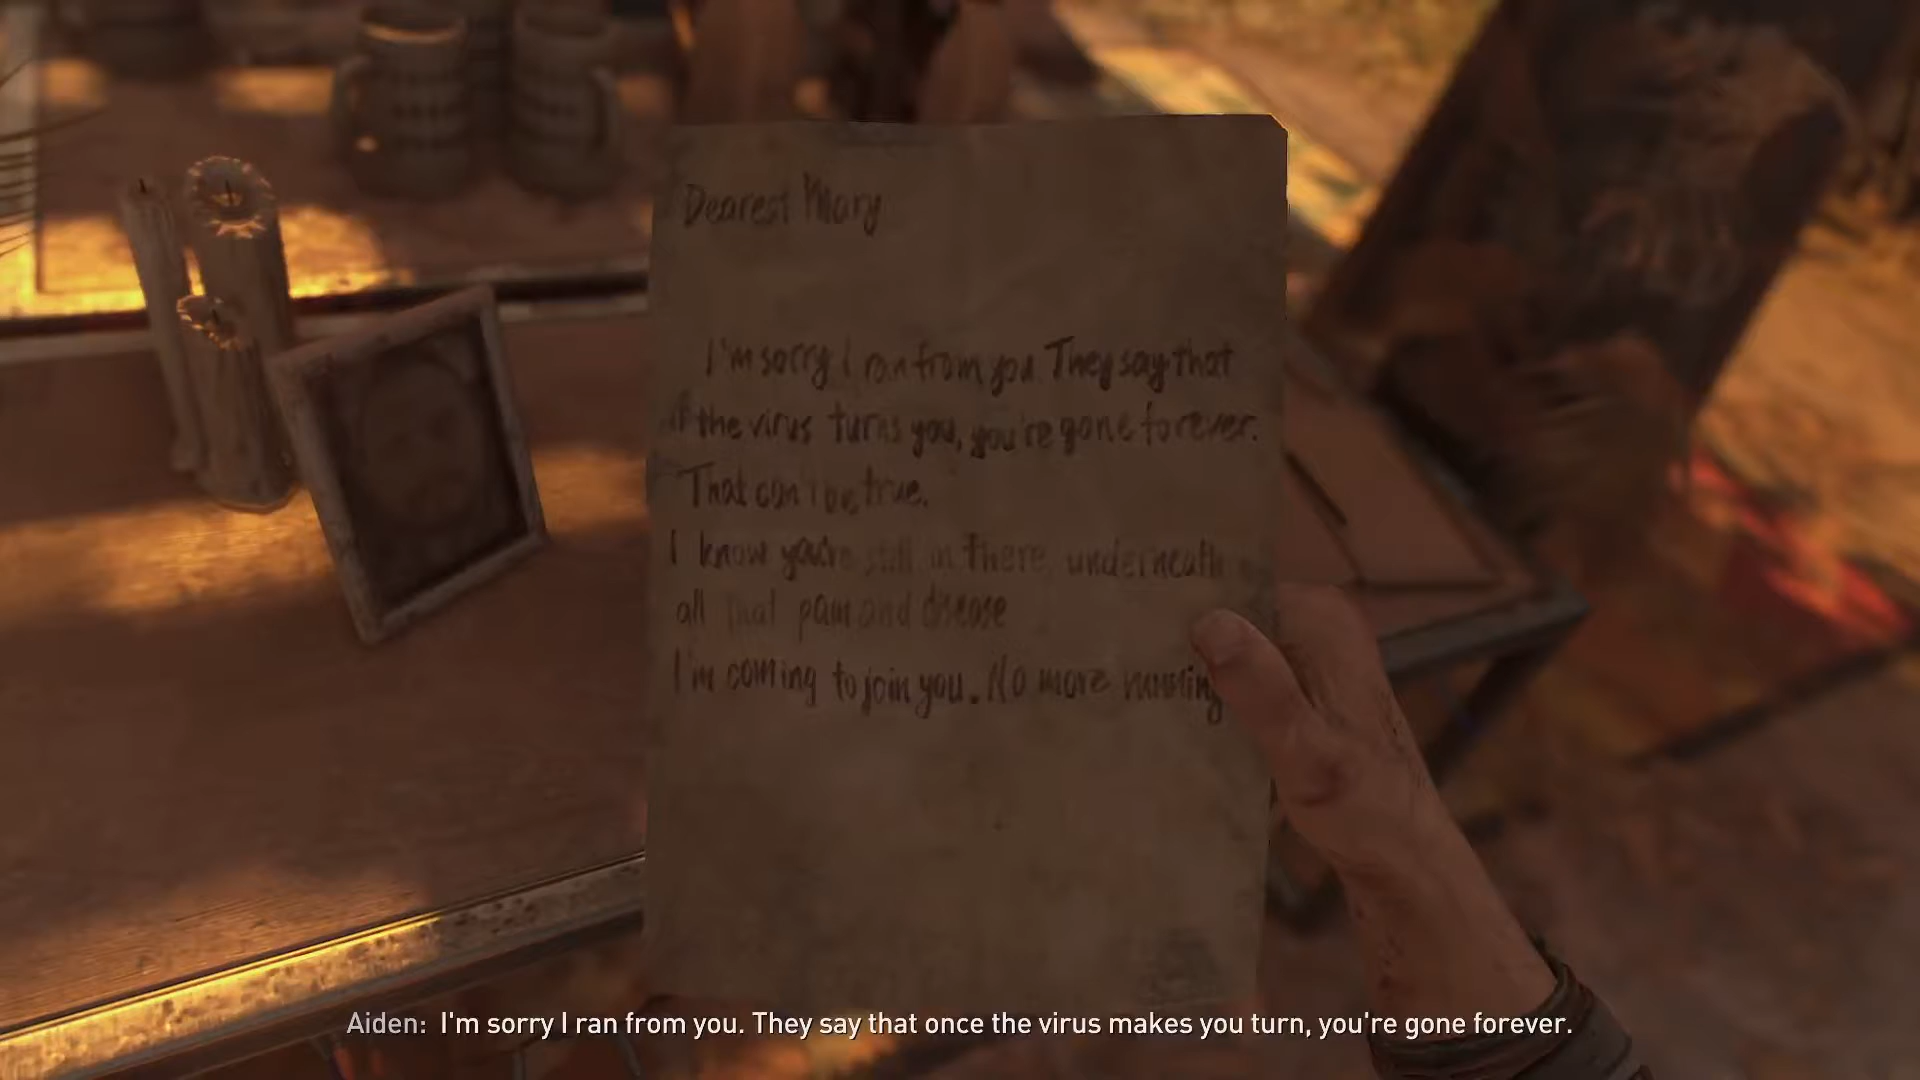 Dearest Mary
I'm sorry I ran from you. They say that
if the virus turns you, you're gone forever.
That can't be true.
I know you're still in there, underneath
all that pain and disease
I'm coming to join you. No more running
Aiden: I'm sorry I ran from you. They say that once the virus makes you turn, you're gone forever.